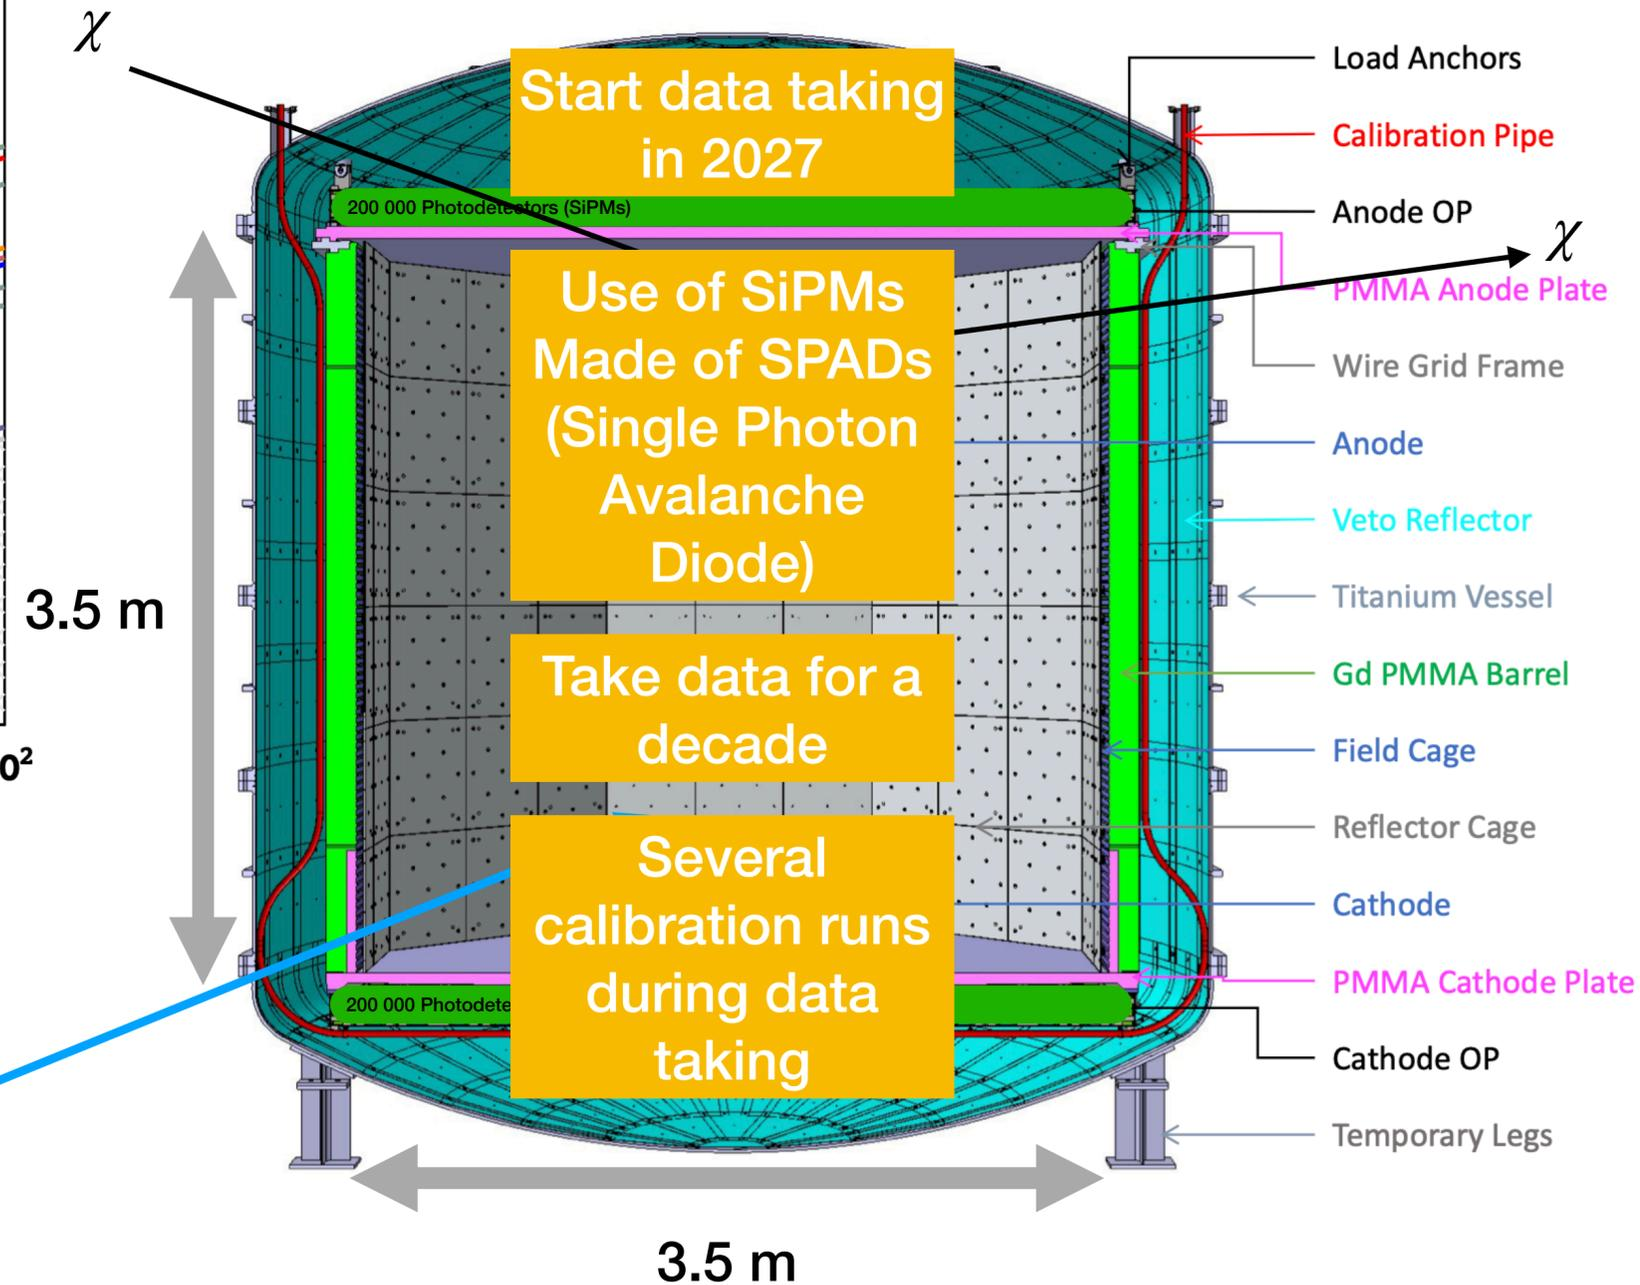 χ
Start data taking
in 2027
200 000 Photodetectors (SiPMs)
Use of SiPMs
Made of SPADs
(Single Photon
Avalanche
Diode)
Take data for a
decade
Several
calibration runs
during data
taking
200 000 Photodete
3.5 m
3.5 m
0²
Load Anchors
Calibration Pipe
Anode OP
χ
PMMA Anode Plate
Wire Grid Frame
Anode
Veto Reflector
Titanium Vessel
Gd PMMA Barrel
Field Cage
Reflector Cage
Cathode
PMMA Cathode Plate
Cathode OP
Temporary Legs